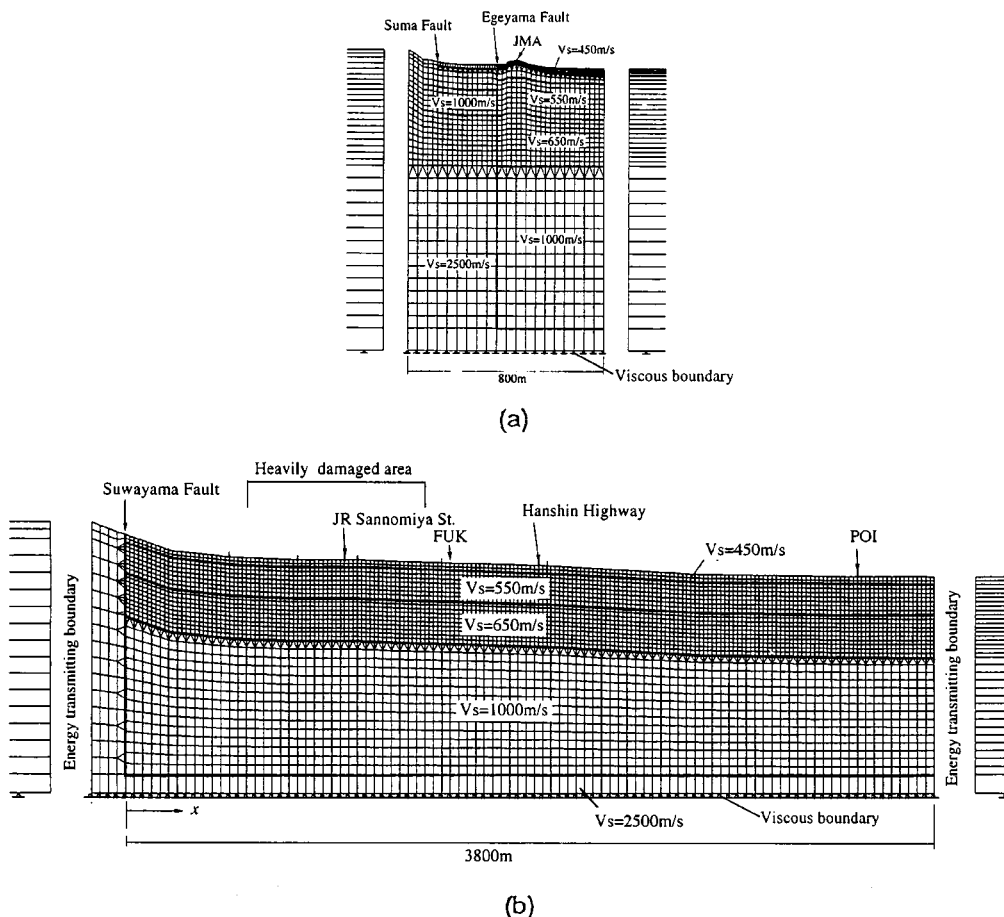 Egeyama Fault
Suma Fault
JMA
Vs=450m/s
Vs=1000m/s
Vs=550m/s
Vs=650m/s
Vs=1000m/s
Vs=2500m/s
Viscous boundary
800m
(a)
Heavily damaged area
Suwayama Fault
JR Sannomiya St.
FUK
Hanshin Highway
POI
Vs=450m/s
Vs=550m/s
Vs=650m/s
Energy transmitting boundary
Energy transmitting boundary
Vs=1000m/s
x
Vs=2500m/s
Viscous boundary
3800m
(b)